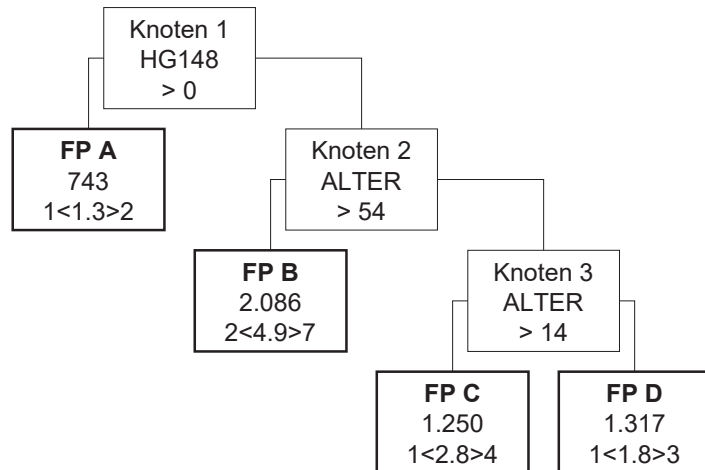 Knoten 1
HG148
> 0
FP A
743
1<1.3>2
Knoten 2
ALTER
> 54
FP B
2.086
2<4.9>7
Knoten 3
ALTER
> 14
FP C
1.250
1<2.8>4
FP D
1.317
1<1.8>3